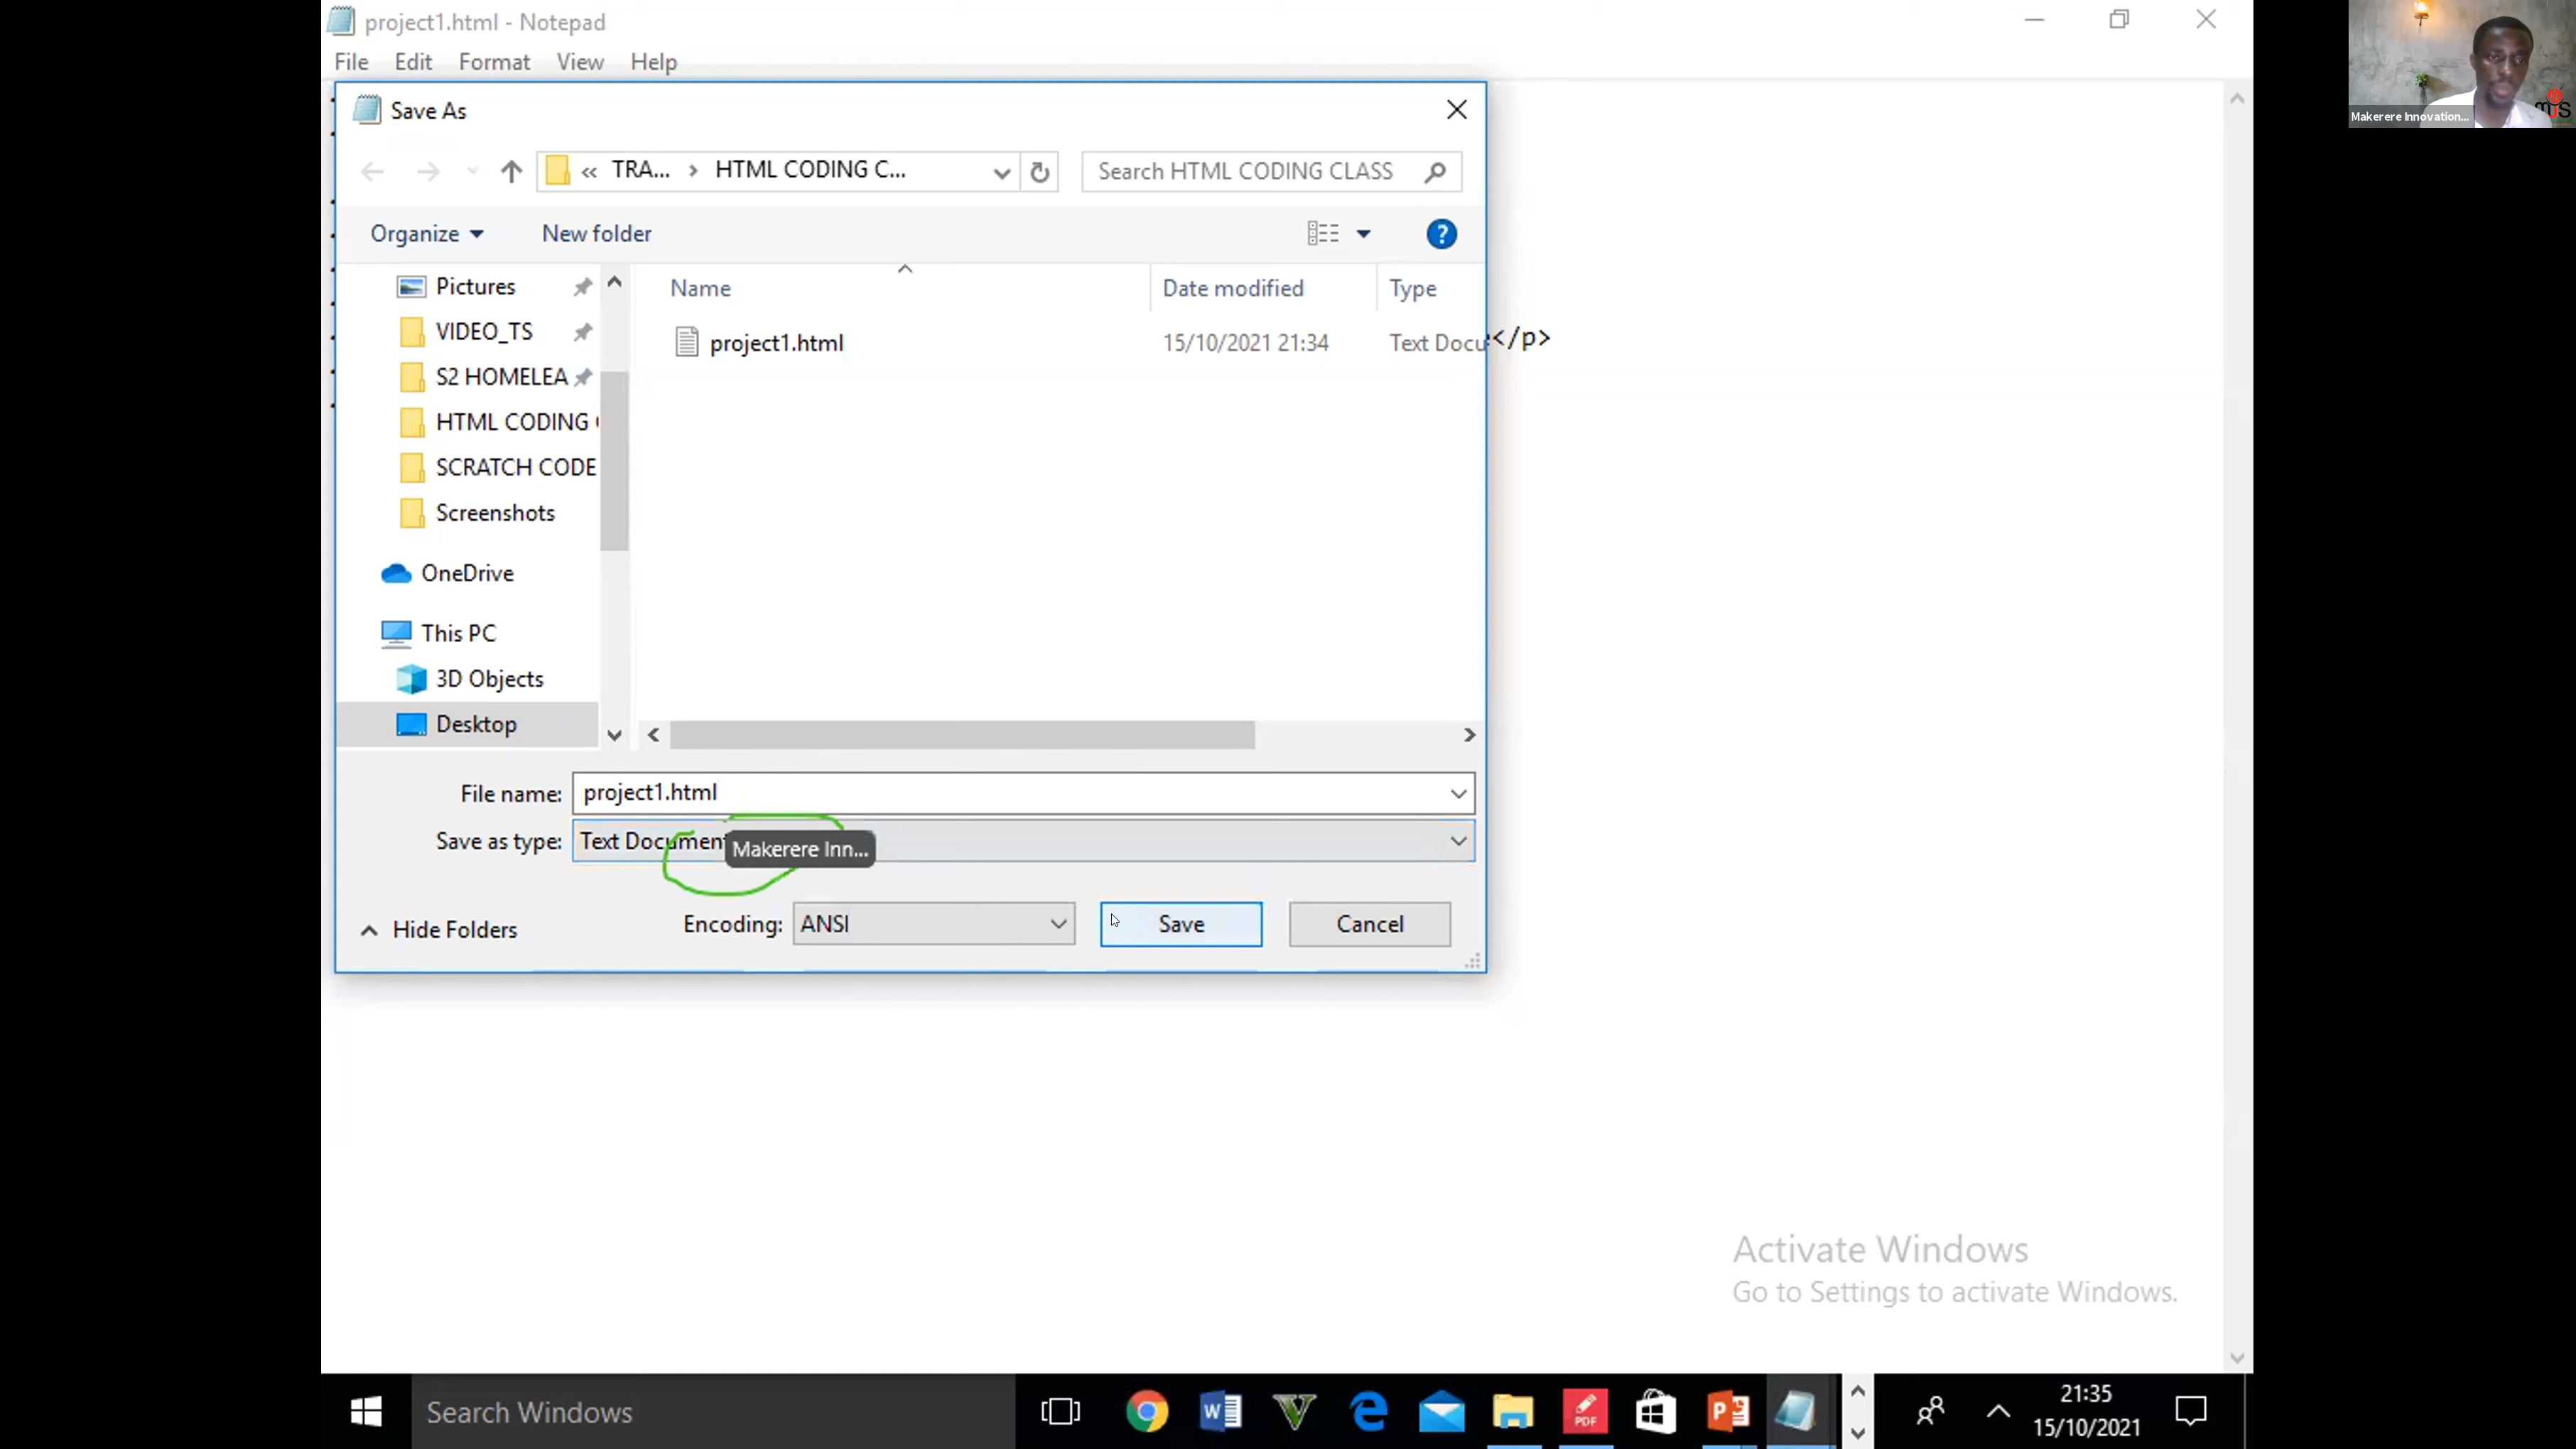 project1.html - Notepad
File Edit Format View Help
Save As
« TRA... › HTML CODING C...
Search HTML CODING CLASS
Organize
New folder
?
Name Date modified Type
Pictures
VIDEO_TS
S2 HOMELEA
HTML CODING
SCRATCH CODE
Screenshots
OneDrive
This PC
3D Objects
Desktop
project1.html 15/10/2021 21:34 Text Docu
</p>
File name: project1.html
Save as type: Text Document
Makerere Inn...
Hide Folders
Encoding: ANSI
Save
Cancel
Activate Windows
Go to Settings to activate Windows.
Search Windows
PDF
21:35
15/10/2021
Makerere Innovation...
mis